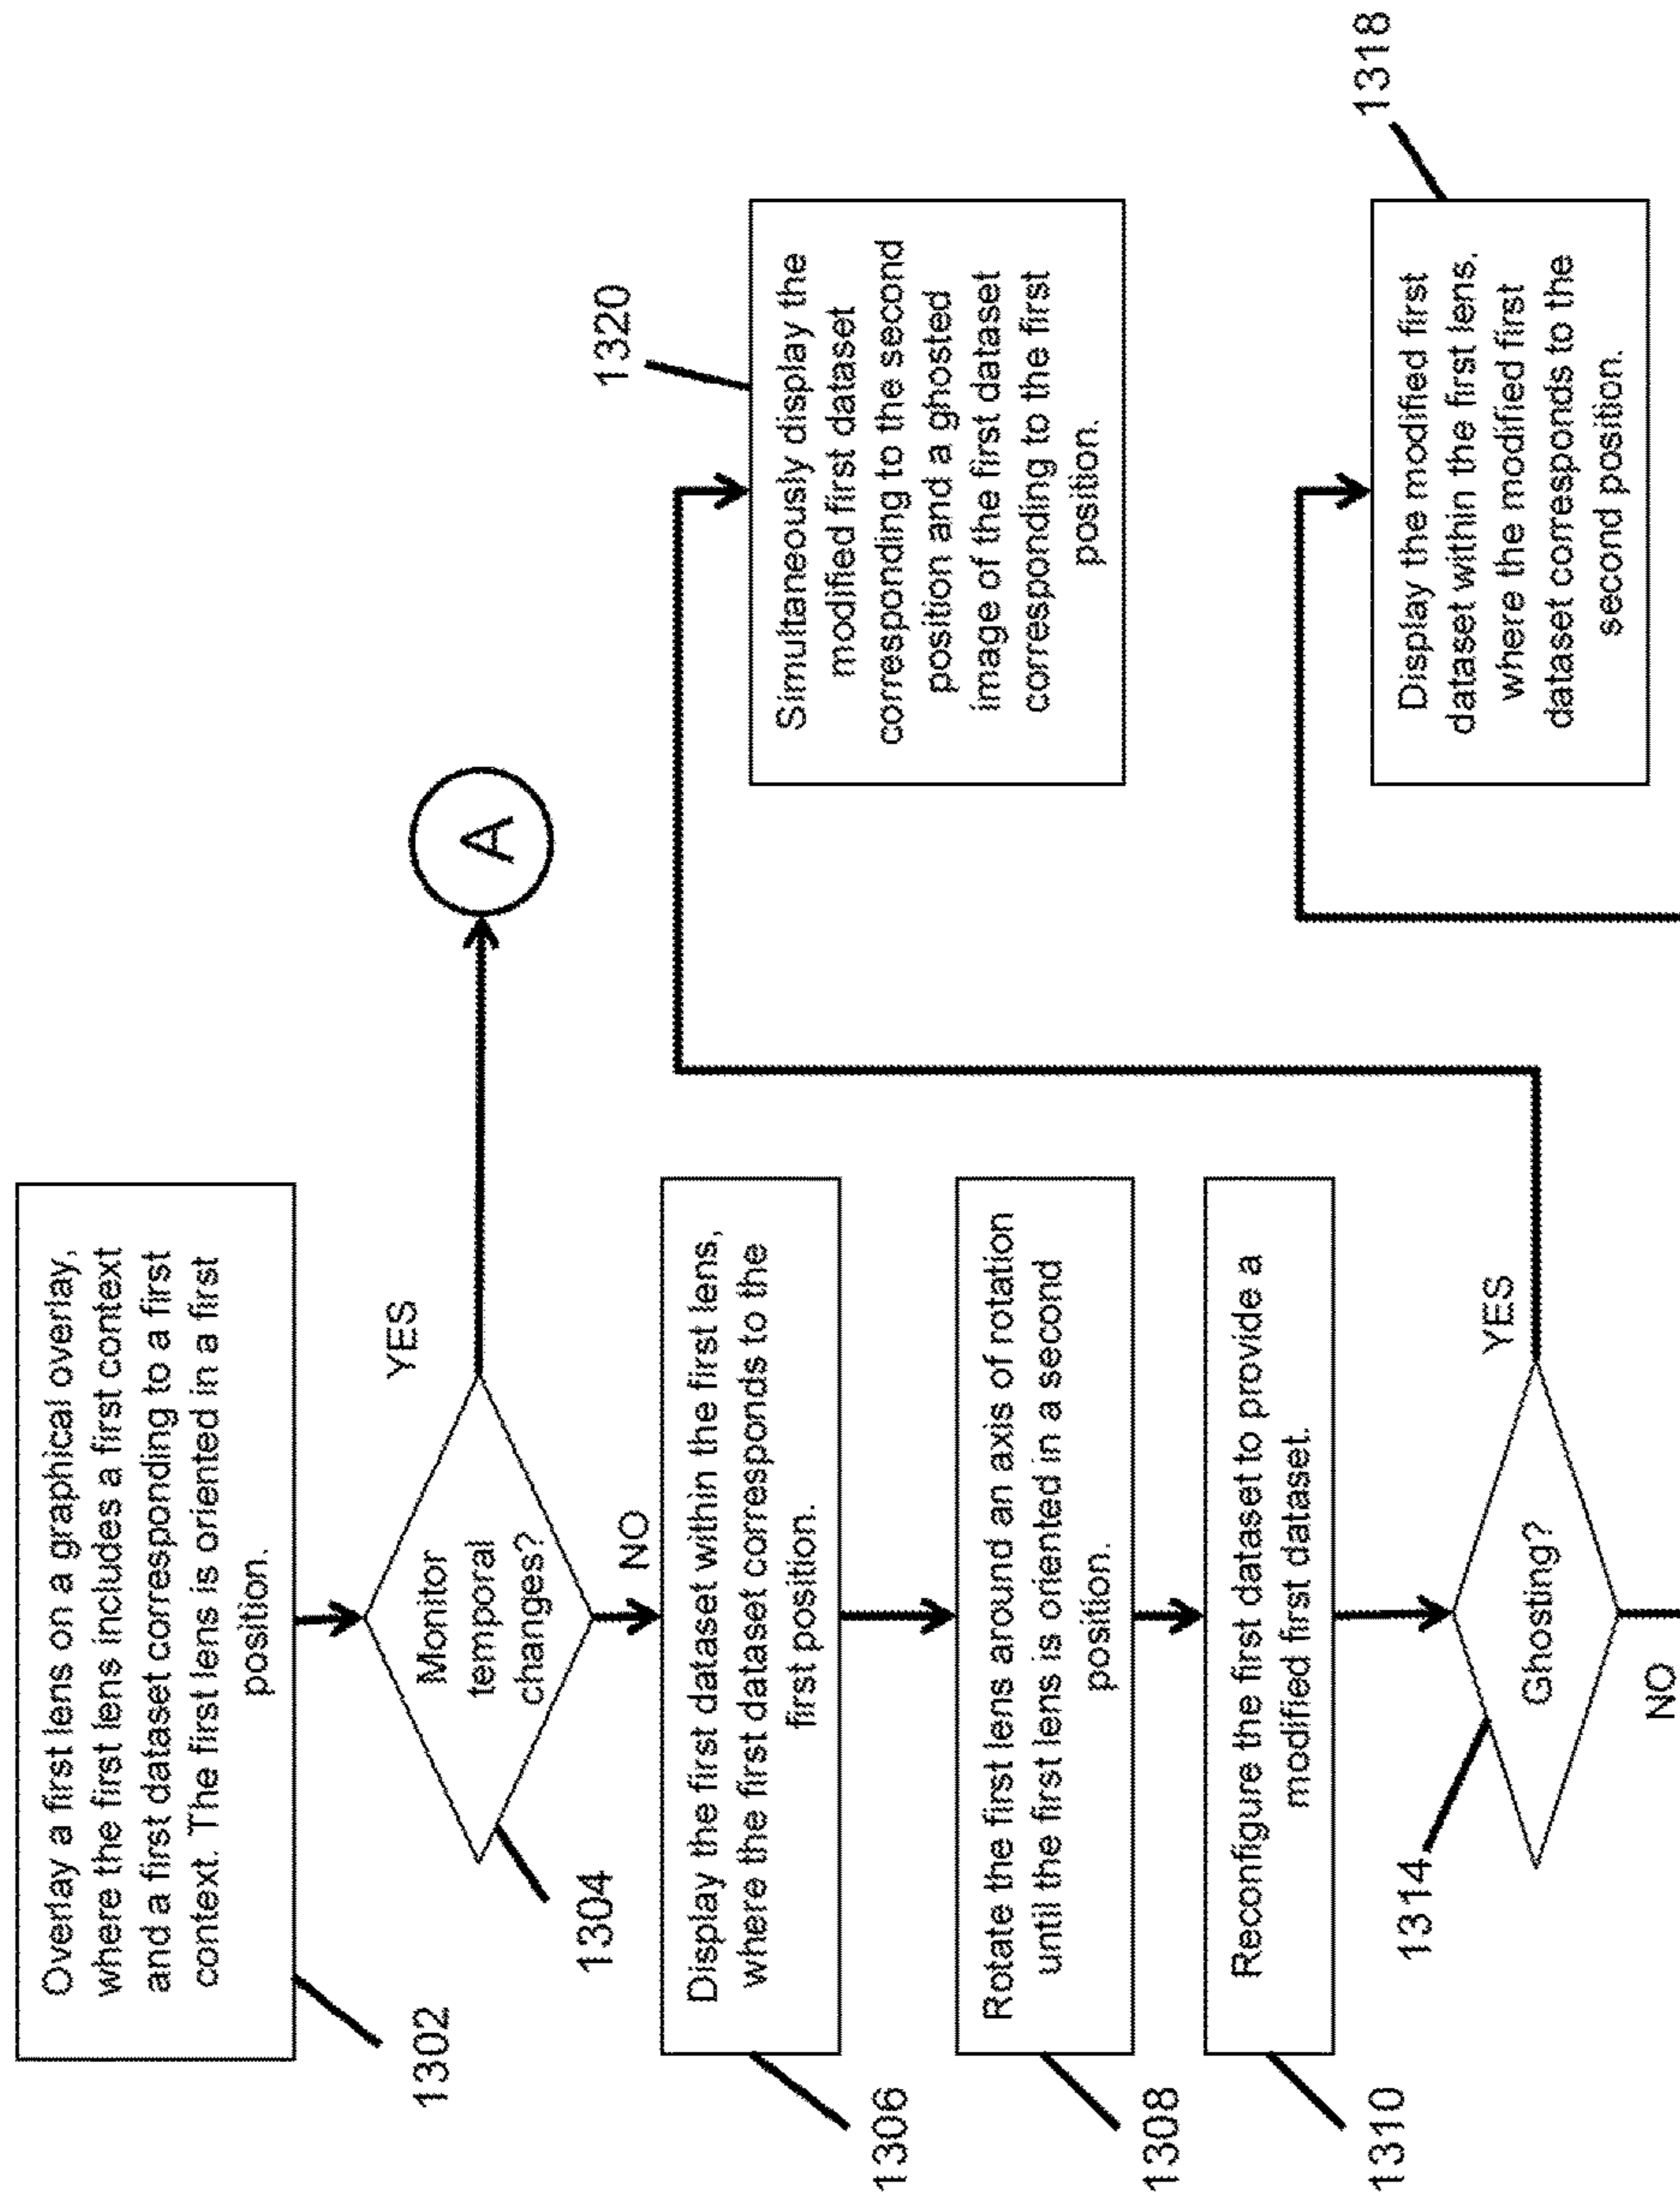 Overlay a first lens on a graphical overlay,
where the first lens includes a first context
and a first dataset corresponding to a first
context. The first lens is oriented in a first
position.
1302
Monitor
temporal
changes?
1304
YES
A
NO
Display the first dataset within the first lens,
where the first dataset corresponds to the
first position.
1306
Rotate the first lens around an axis of rotation
until the first lens is oriented in a second
position.
1308
Reconfigure the first dataset to provide a
modified first dataset.
1310
Ghosting?
1314
YES
NO
1320
Simultaneously display the
modified first dataset
corresponding to the second
position and a ghosted
image of the first dataset
corresponding to the first
position.
1318
Display the modified first
dataset within the first lens.
where the modified first
dataset corresponds to the
second position.